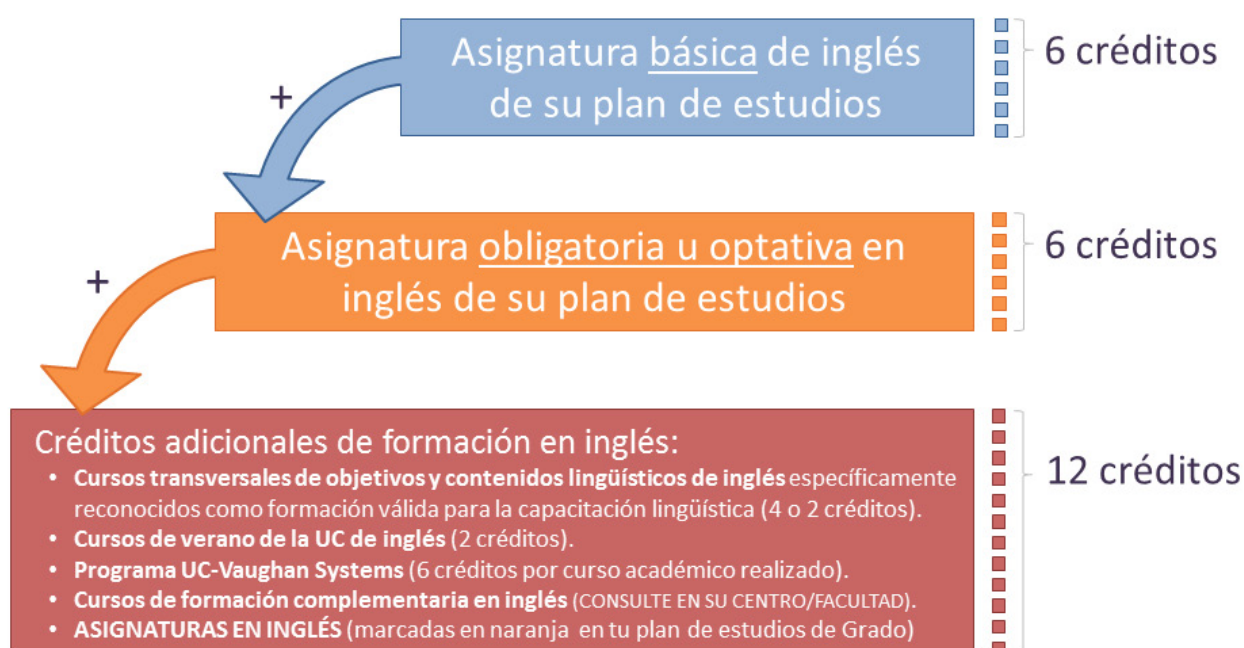 Asignatura básica de inglés
de su plan de estudios
6 créditos
+
Asignatura obligatoria u optativa en
inglés de su plan de estudios
6 créditos
+
Créditos adicionales de formación en inglés:
• Cursos transversales de objetivos y contenidos lingüísticos de inglés específicamente
reconocidos como formación válida para la capacitación lingüística (4 o 2 créditos).
• Cursos de verano de la UC de inglés (2 créditos).
• Programa UC-Vaughan Systems (6 créditos por curso académico realizado).
• Cursos de formación complementaria en inglés (CONSULTE EN SU CENTRO/FACULTAD).
• ASIGNATURAS EN INGLÉS (marcadas en naranja en tu plan de estudios de Grado)
12 créditos